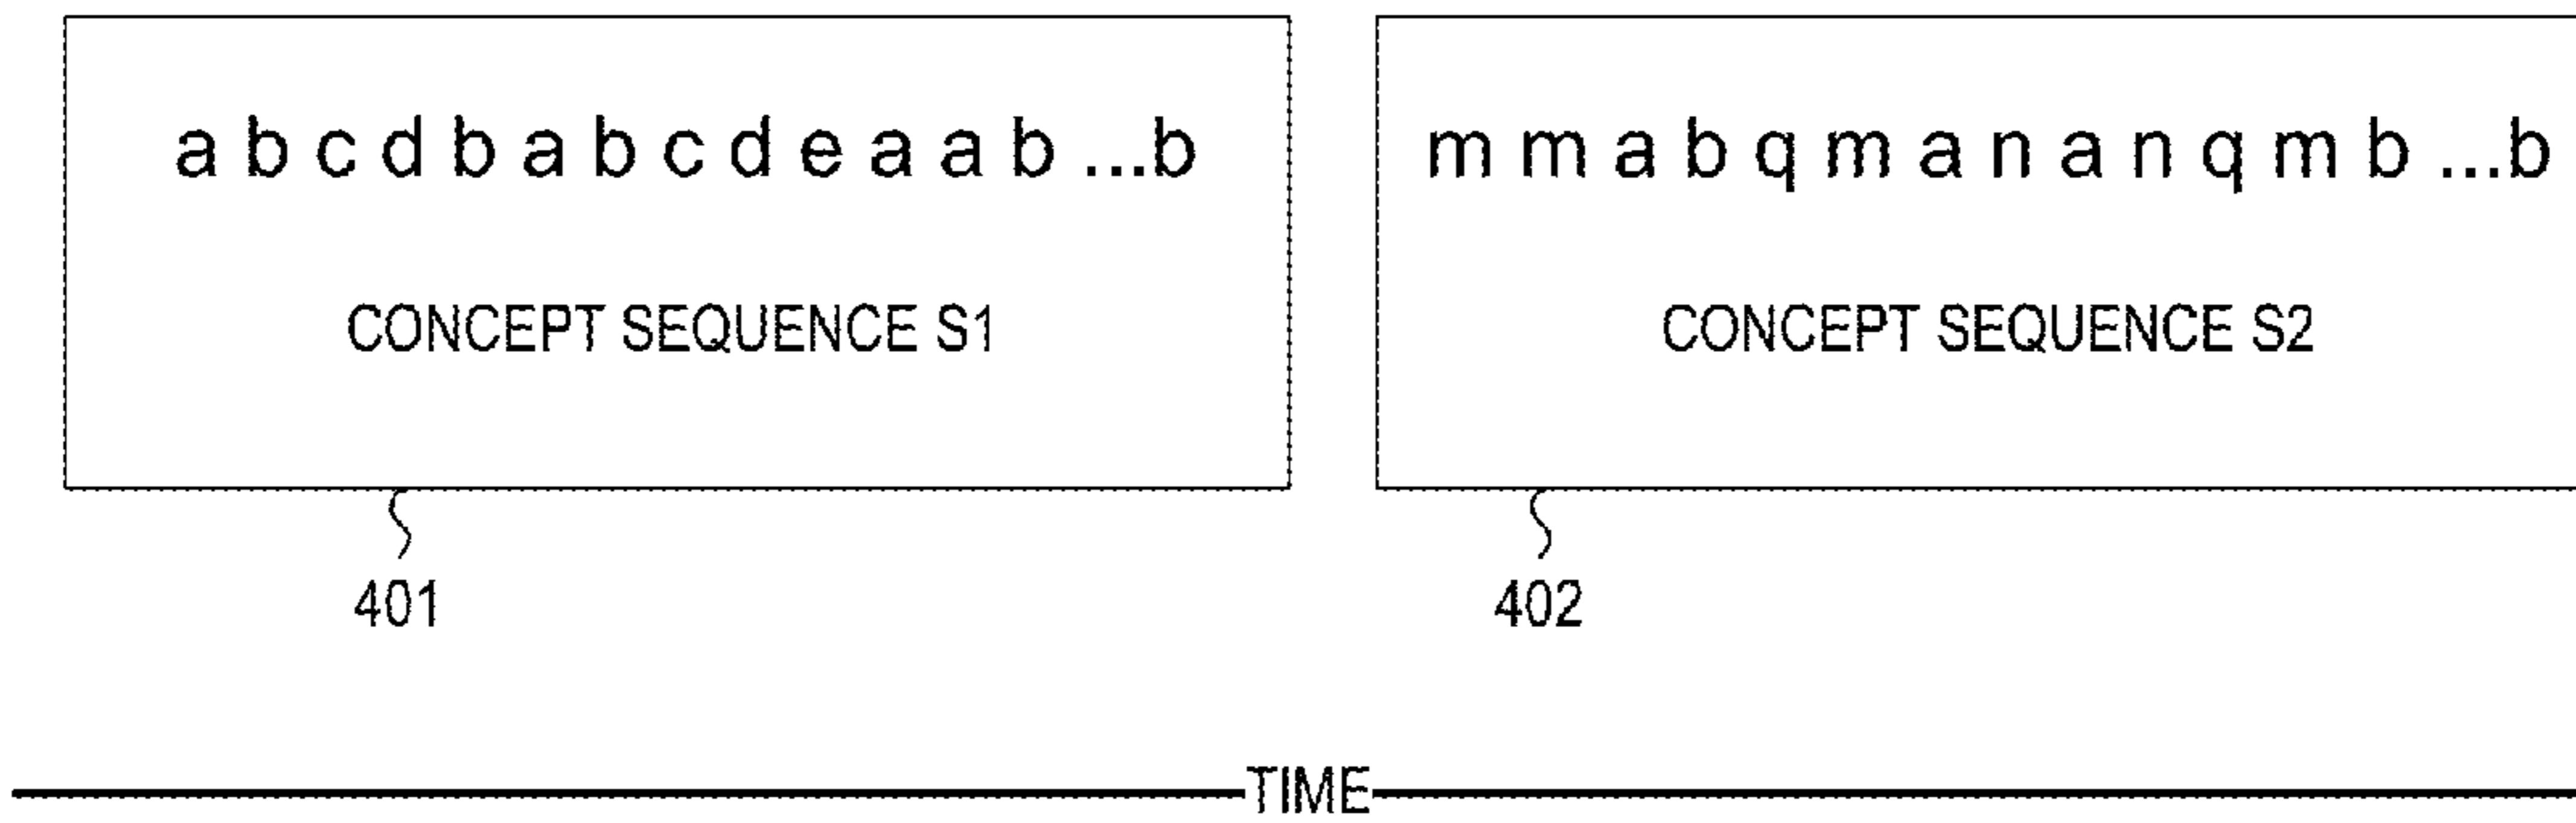 a b c d b a b c d e a a b ...b
CONCEPT SEQUENCE S1
401
m m a b q m a n a n q m b ...b
CONCEPT SEQUENCE S2
402
TIME